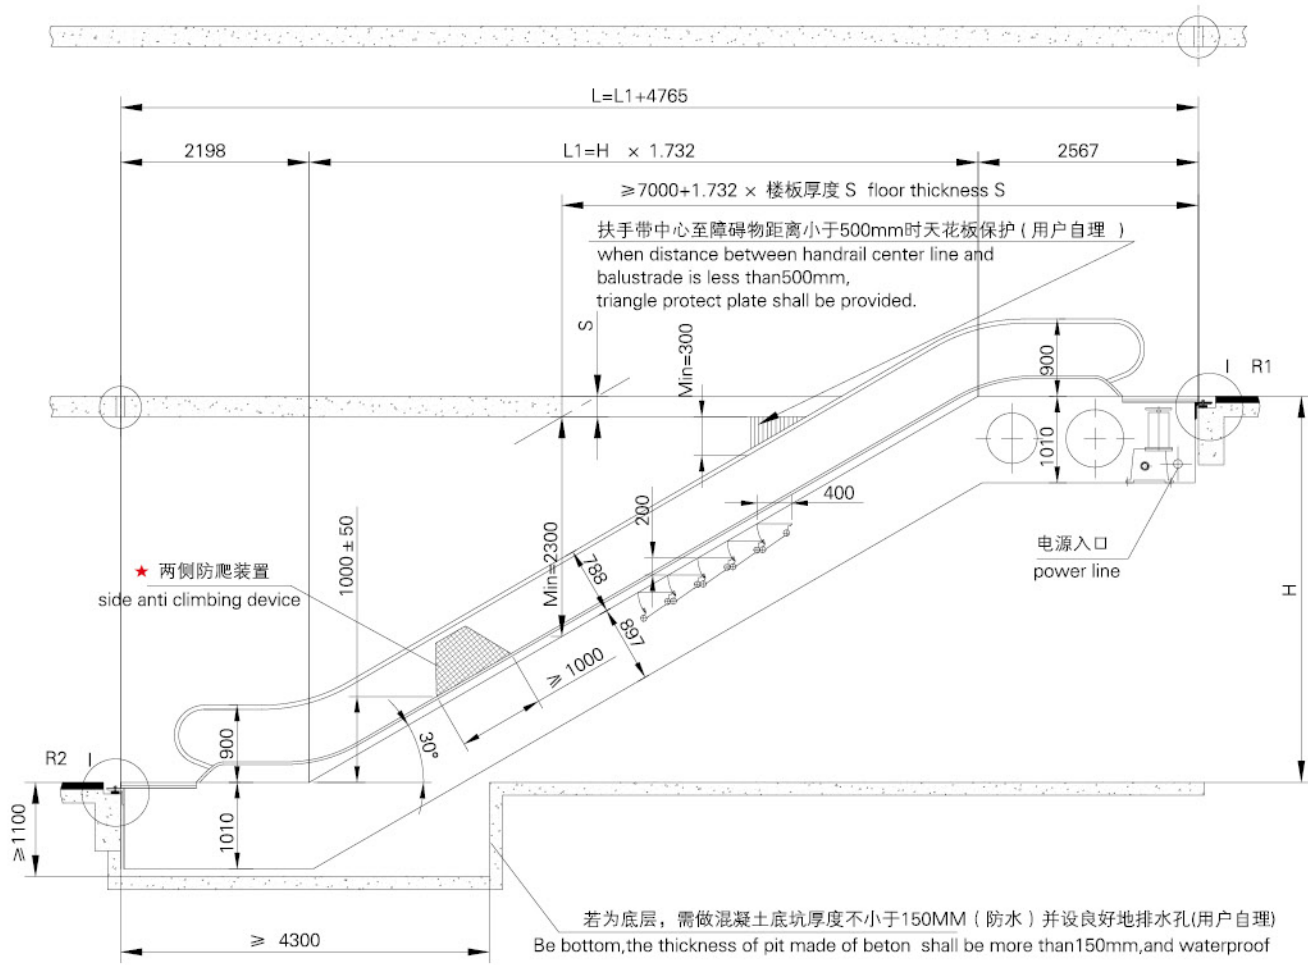 L=L1+4765
2198
L1=H × 1.732
2567
≥7000+1.732 × 楼板厚度 S floor thickness S
扶手带中心至障碍物距离小于500mm时天花板保护 ( 用户自理 )
when distance between handrail center line and
balustrade is less than500mm,
triangle protect plate shall be provided.
S
Min=300
900
I R1
1010
400
200
1000±50
Min=2300
788
电源入口
power line
★ 两侧防爬装置
side anti climbing device
H
897
≥ 1000
30°
R2 I
900
≥1100
1010
≥ 4300
若为底层，需做混凝土底坑厚度不小于150MM ( 防水 ) 并设良好地排水孔(用户自理)
Be bottom,the thickness of pit made of beton shall be more than150mm,and waterproof